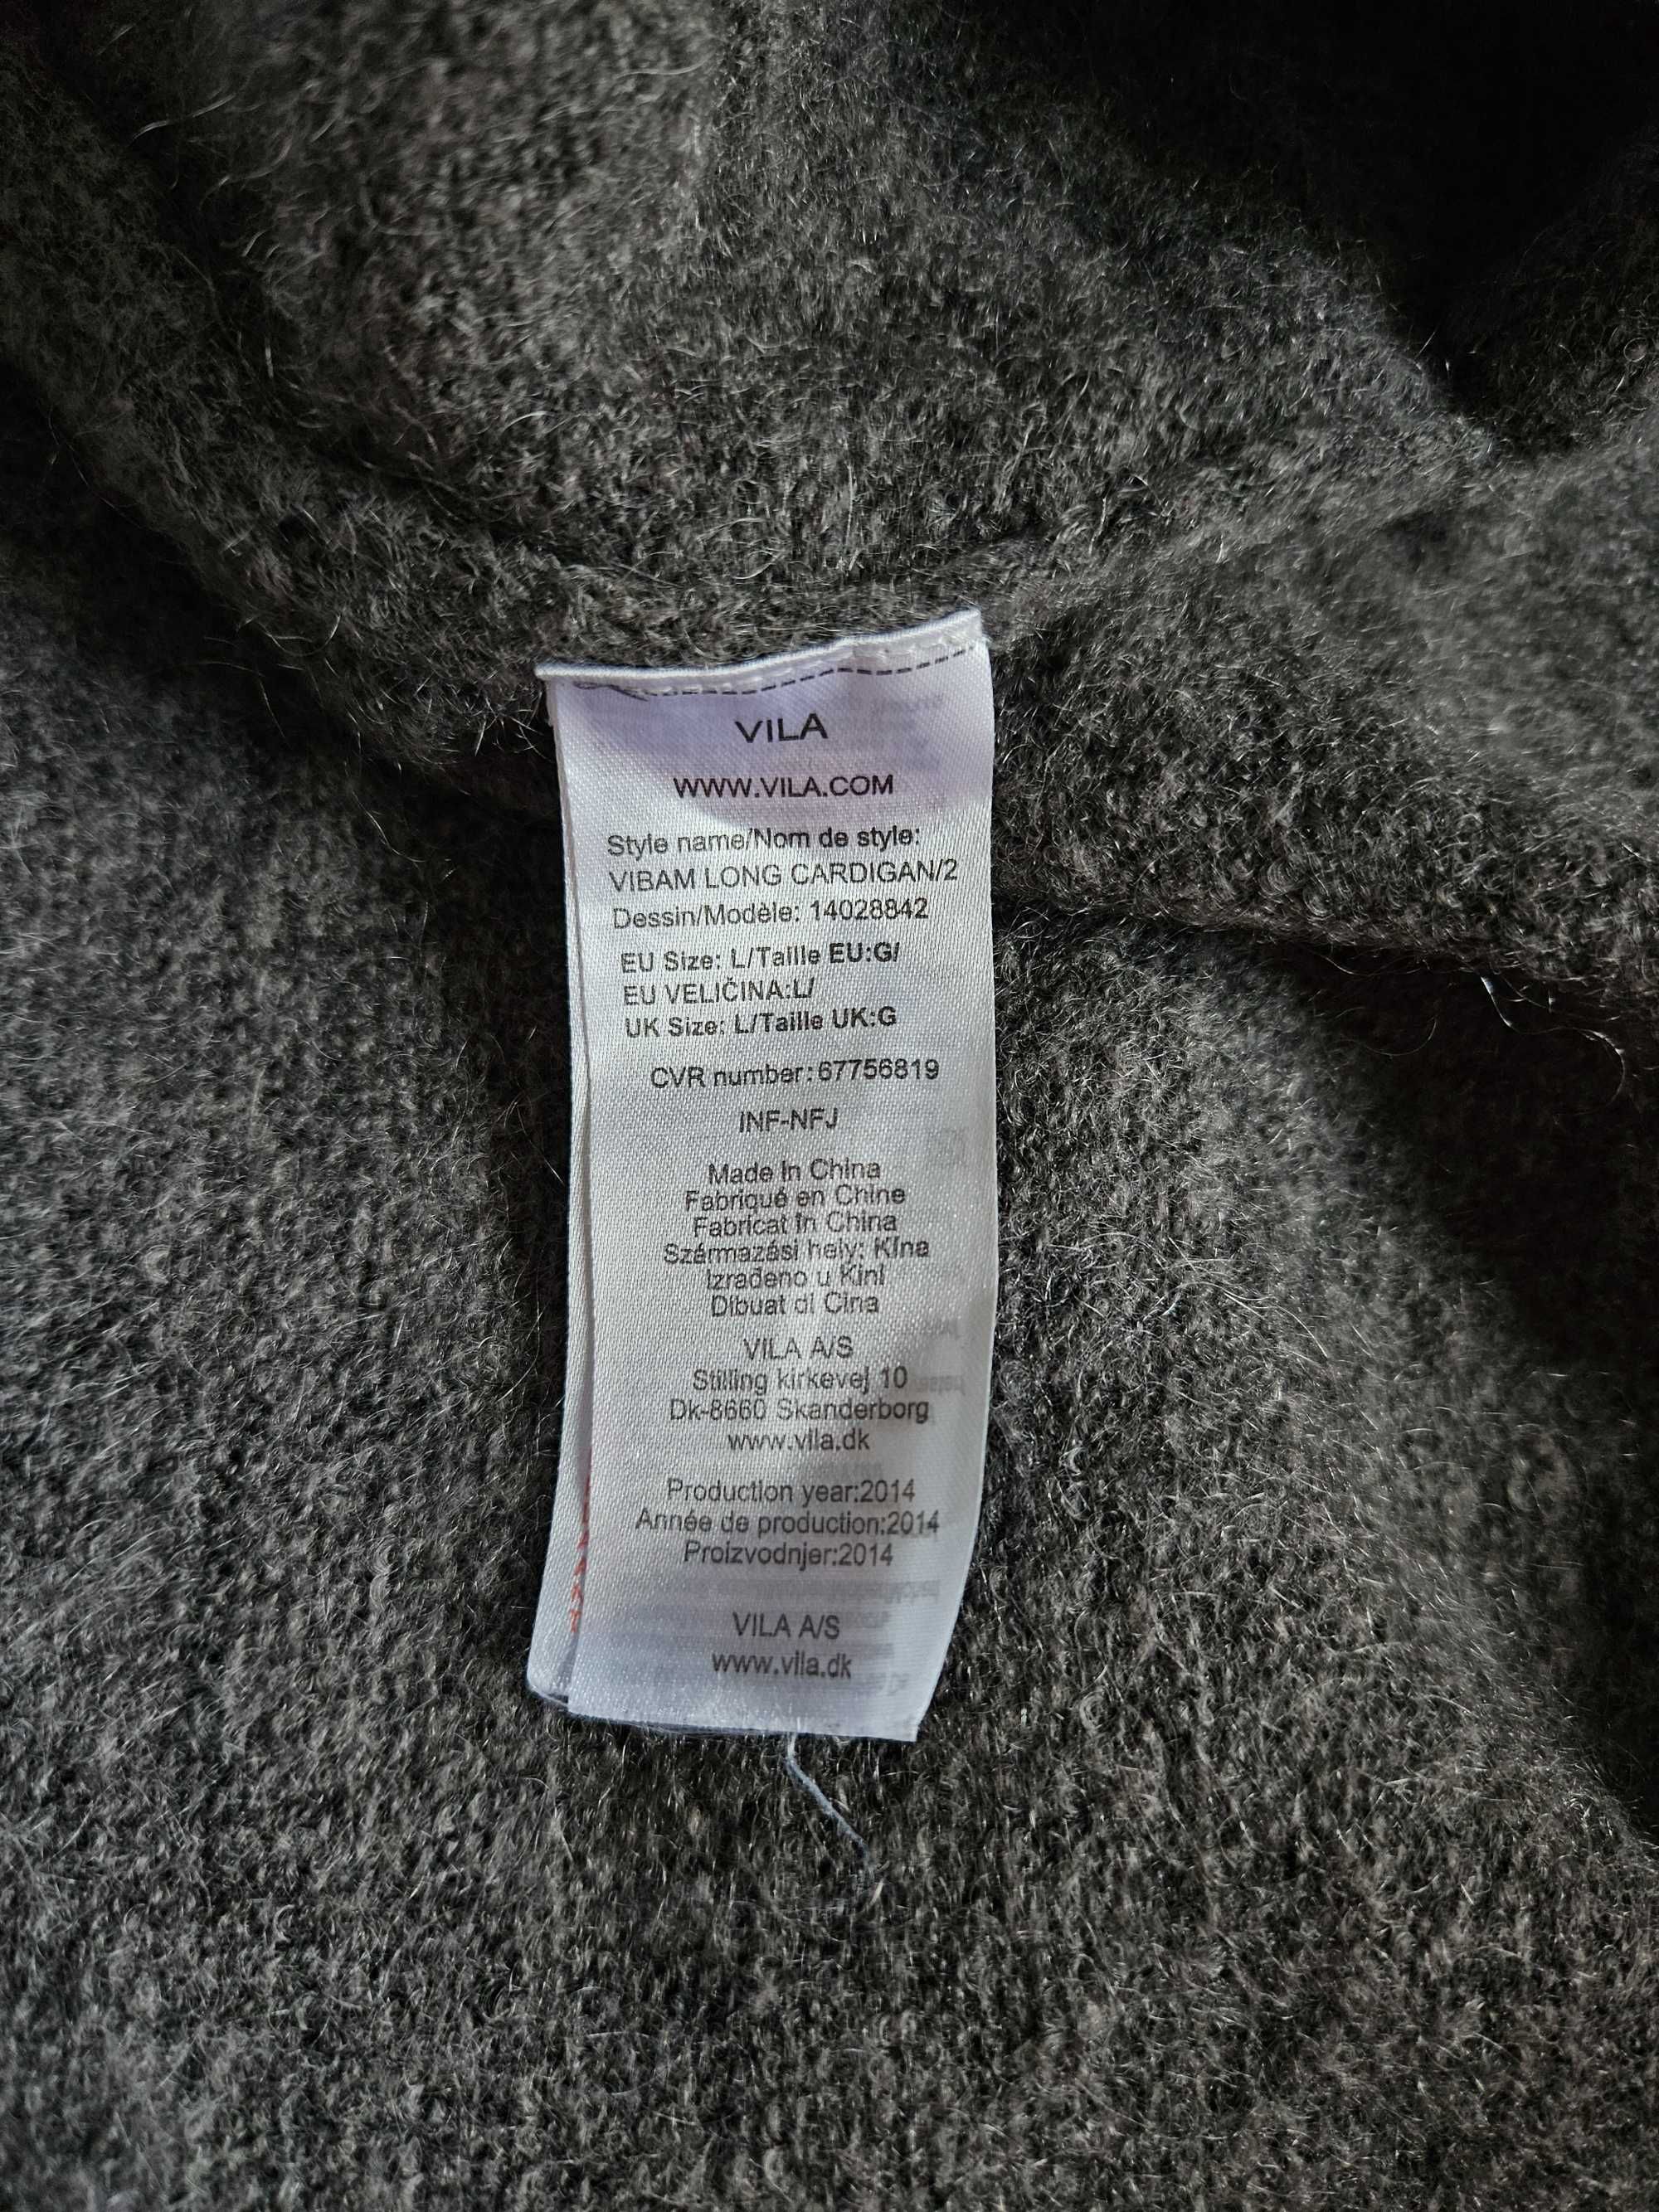 VILA
WWW.VILA.COM
Style name/Nom de style:
VIBAM LONG CARDIGAN/2
Dessin/Modèle: 14028842
EU Size: L/Taille EU:G/
EU VELIČINA:L/
UK Size: L/Taille UK:G
CVR number:67756819
INF-NFJ
Made in China
Fabriqué en Chine
Fabricat in China
Származási hely: Kína
Izrađeno u Kini
Dibuat di Cina
VILA A/S
Stilling kirkevej 10
Dk-8660 Skanderborg
www.vila.dk
Production year:2014
Année de production:2014
Proizvodnjer:2014
VILA A/S
www.vila.dk